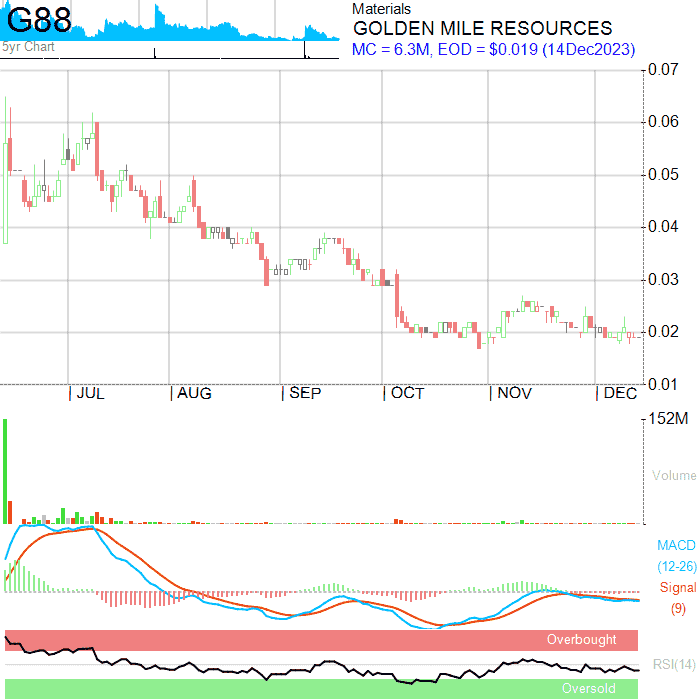 G88
5yr Chart
Materials
GOLDEN MILE RESOURCES
MC = 6.3M, EOD = $0.019 (14Dec2023)
0.07
0.06
0.05
0.04
0.03
0.02
0.01
JUL AUG SEP OCT NOV DEC
152M
Volume
MACD
(12-26)
Signal
(9)
Overbought
RSI(14)
Oversold